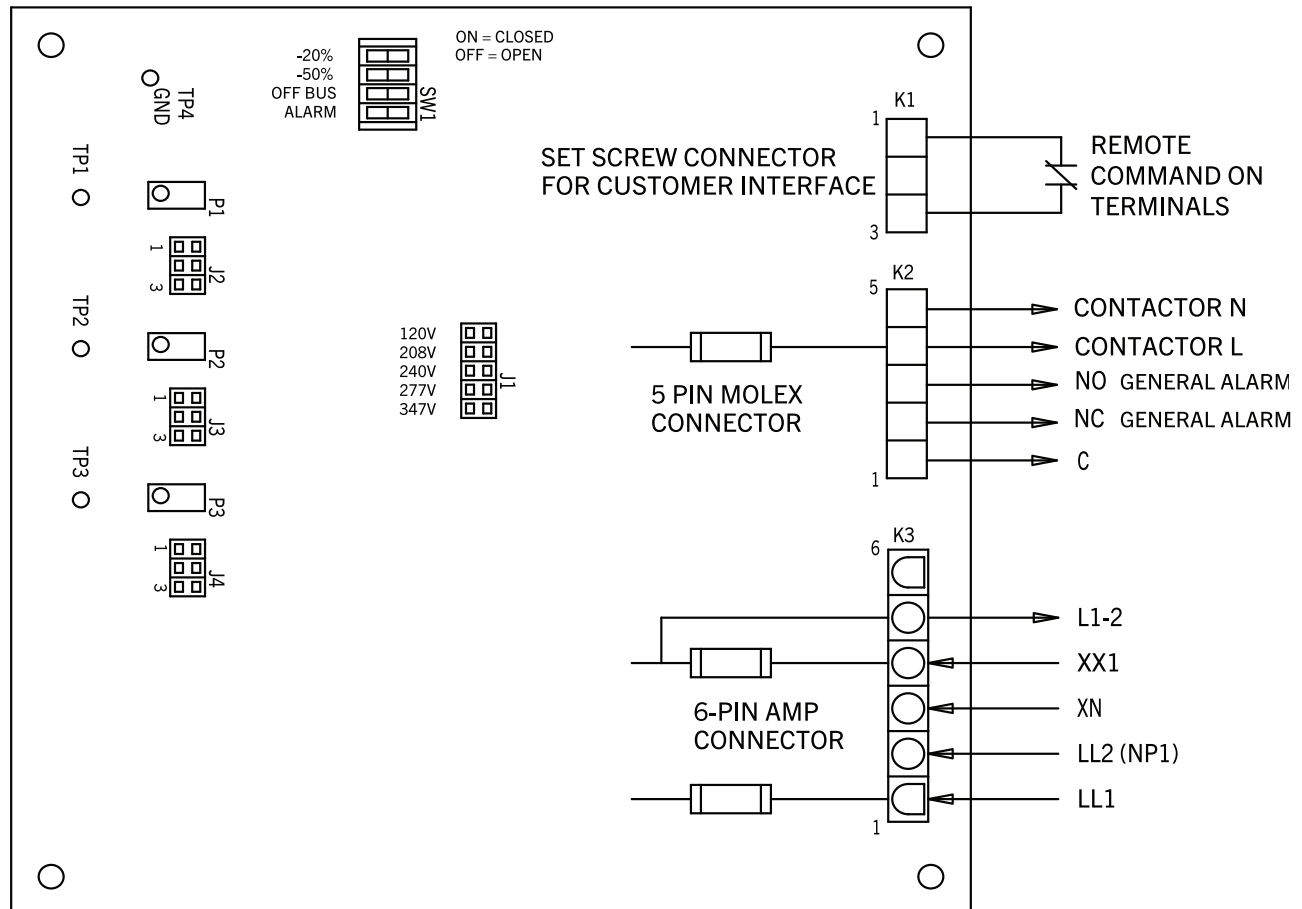 ON = CLOSED
OFF = OPEN
-20%
-50%
OFF BUS
ALARM
SW1
TP4
GND
TP1
P1
1
3
J2
TP2
P2
1
3
J3
TP3
P3
1
3
J4
120V
208V
240V
277V
347V
J1
K1
1
3
SET SCREW CONNECTOR
FOR CUSTOMER INTERFACE
REMOTE
COMMAND ON
TERMINALS
K2
5
1
5 PIN MOLEX
CONNECTOR
CONTACTOR N
CONTACTOR L
NO GENERAL ALARM
NC GENERAL ALARM
C
K3
6
1
6-PIN AMP
CONNECTOR
L1-2
XX1
XN
LL2 (NP1)
LL1